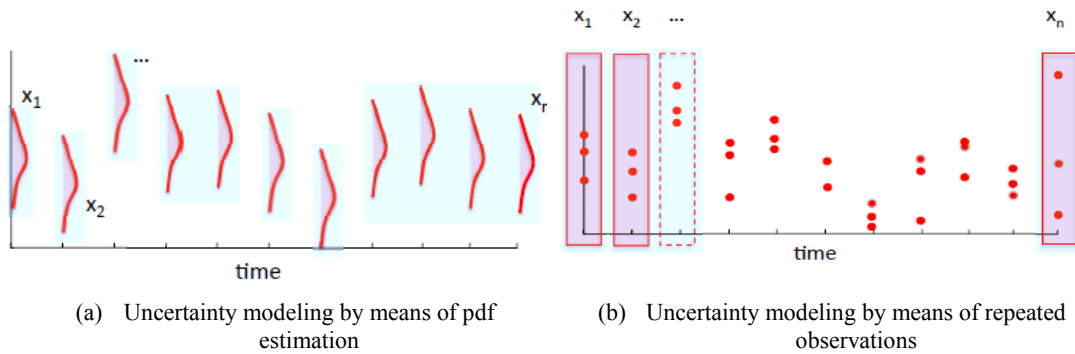 x1
x2
...
xn
time
(a) Uncertainty modeling by means of pdf
estimation
x1 x2 ... xn
time
(b) Uncertainty modeling by means of repeated
observations